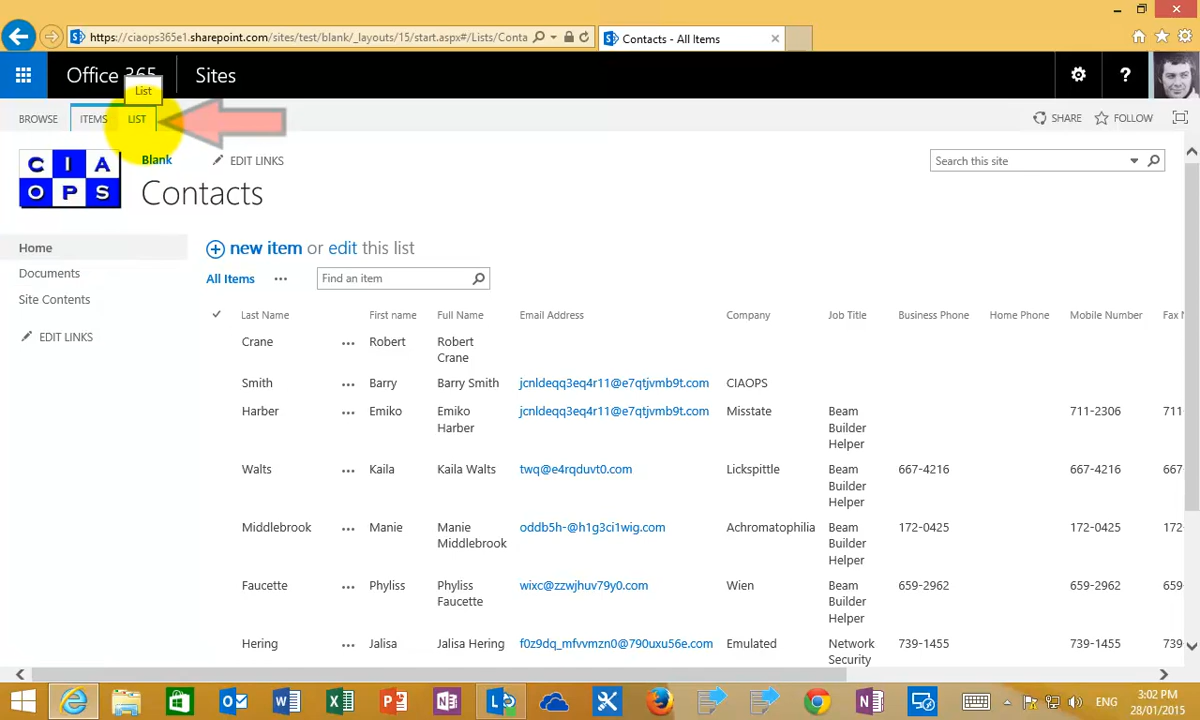 https://ciaops365e1.sharepoint.com/sites/test/blank/_layouts/15/start.aspx#/Lists/Conta
Contacts - All Items
Office 365
Sites
?
List
BROWSE
ITEMS
LIST
SHARE
FOLLOW
C I A
O P S
Blank
EDIT LINKS
Search this site
Contacts
Home
Documents
Site Contents
EDIT LINKS
new item or edit this list
All Items ... Find an item
Last Name First name Full Name Email Address Company Job Title Business Phone Home Phone Mobile Number Fax N
Crane ... Robert Robert
Crane
Smith ... Barry Barry Smith jcnldeqq3eq4r11@e7qtjvmb9t.com CIAOPS
Harber ... Emiko Emiko jcnldeqq3eq4r11@e7qtjvmb9t.com Misstate Beam 711-2306 711-
Harber Builder
Helper
Walts ... Kaila Kaila Walts twq@e4rqduvt0.com Lickspittle Beam 667-4216 667-4216 667-
Builder
Helper
Middlebrook ... Manie Manie oddb5h-@h1g3ci1wig.com Achromatophilia Beam 172-0425 172-0425 172-
Middlebrook Builder
Helper
Faucette ... Phyliss Phyliss wixc@zzwjhuv79y0.com Wien Beam 659-2962 659-2962 659-
Faucette Builder
Helper
Hering ... Jalisa Jalisa Hering f0z9dq_mfvvmzn0@790uxu56e.com Emulated Network 739-1455 739-1455 739-
Security
ENG
3:02 PM
28/01/2015